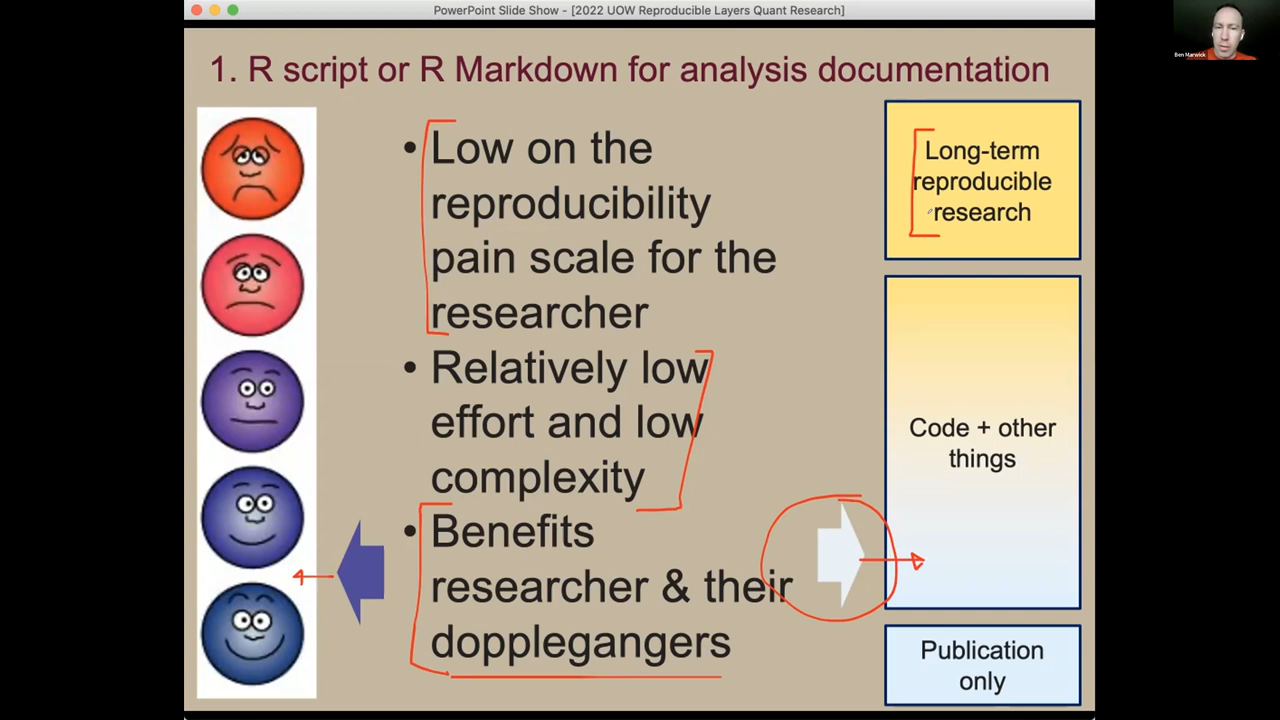 PowerPoint Slide Show - [2022 UOW Reproducible Layers Quant Research]
Ben Marwick
1. R script or R Markdown for analysis documentation
• Low on the
reproducibility
pain scale for the
researcher
• Relatively low
effort and low
complexity
• Benefits
researcher & their
dopplegangers
Long-term
reproducible
research
Code + other
things
Publication
only